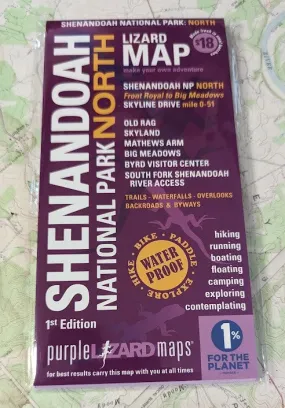 SHENANDOAH NATIONAL PARK: NORTH
SHENANDOAH
NATIONAL PARK NORTH
LIZARD
MAP
$18
make your own adventure
SHENANDOAH NP NORTH
Front Royal to Big Meadows
SKYLINE DRIVE mile 0-51
OLD RAG
SKYLAND
MATHEWS ARM
BIG MEADOWS
BYRD VISITOR CENTER
SOUTH FORK SHENANDOAH
RIVER ACCESS
TRAILS · WATERFALLS · OVERLOOKS
BACKROADS & BYWAYS
HIKE · BIKE · PADDLE
EXPLORE
WATER
PROOF
hiking
running
boating
floating
camping
exploring
contemplating
1st Edition
purpleLIZARDmaps
for best results carry this map with you at all times
1%
FOR THE
PLANET